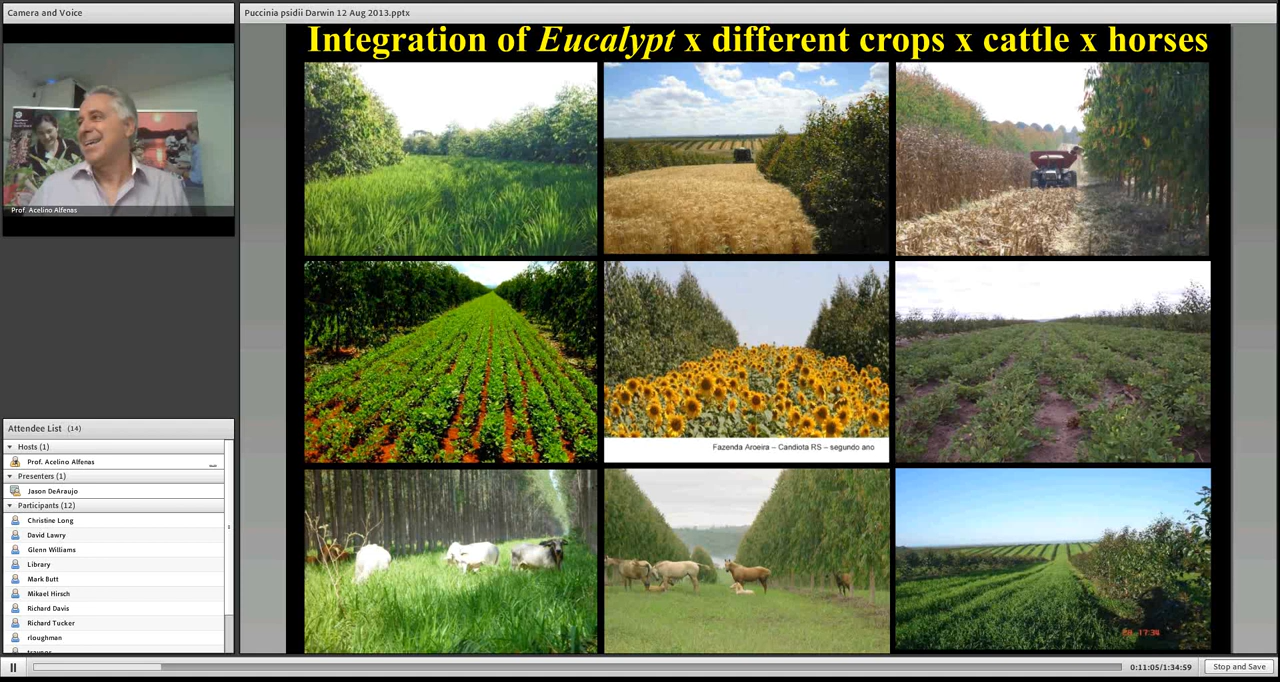 Camera and Voice
Prof. Acelino Alfenas
Attendee List (14)
Hosts (1)
Prof. Acelino Alfenas
Presenters (1)
Jason DeAraujo
Participants (12)
Christine Long
David Lawry
Glenn Williams
Library
Mark Butt
Mikael Hirsch
Richard Davis
Richard Tucker
rloughman
Puccinia psidii Darwin 12 Aug 2013.pptx
Integration of Eucalypt x different crops x cattle x horses
Fazenda Aroeira – Candiota RS – segundo ano
17:34
0:11:05/1:34:59
Stop and Save